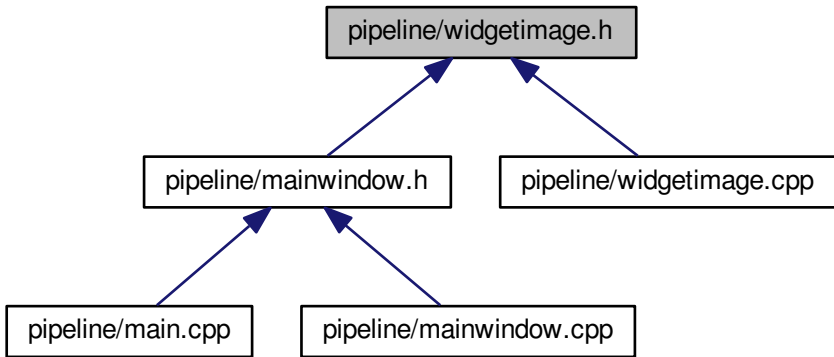 pipeline/widgetimage.h
pipeline/mainwindow.h
pipeline/widgetimage.cpp
pipeline/main.cpp
pipeline/mainwindow.cpp